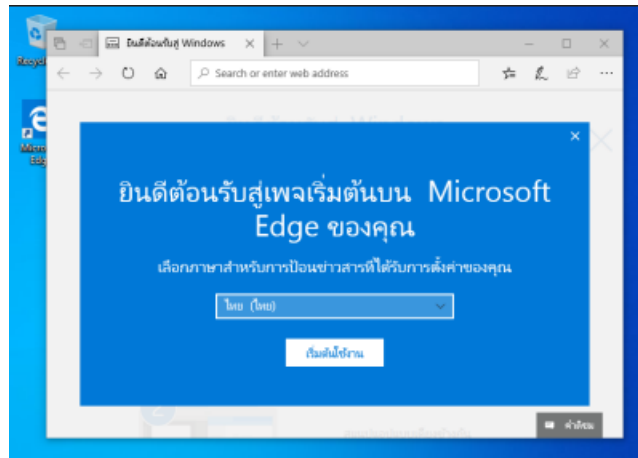 ยินดีต้อนรับสู่ Windows
Search or enter web address
ยินดีต้อนรับสู่เพจเริ่มต้นบน Microsoft
Edge ของคุณ
เลือกภาษาสำหรับการป้อนข่าวสารที่ได้รับการตั้งค่าของคุณ
ไทย (ไทย)
เริ่มต้นใช้งาน
คำติชม